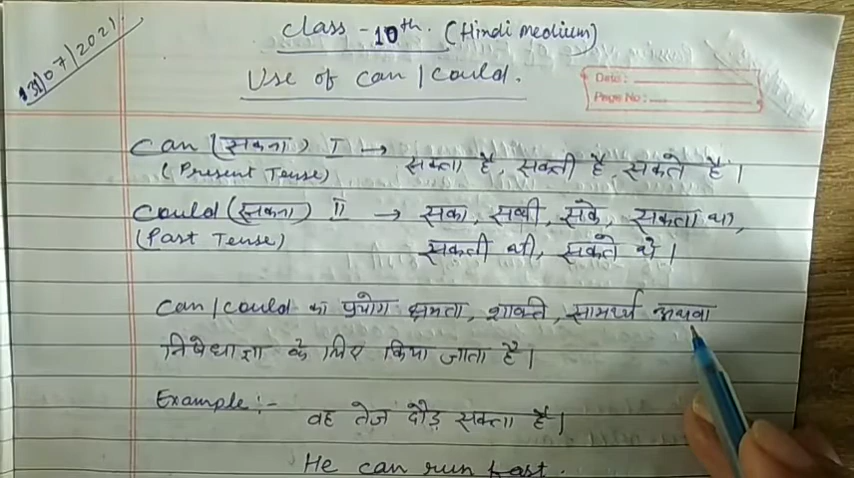 13/07/2021
Class - 10th. (Hindi medium)
Use of can / could.
Date:
Page No:
Can (सकना) I → सकता है, सकती है, सकते हैं।
(Present Tense)
Could (सकना) II → सका, सकी, सके, सकता था,
(Past Tense) सकती थी, सकते थे।
Can / could का प्रयोग क्षमता, शक्ति, सामर्थ्य अथवा
निषेधाज्ञा के लिए किया जाता है।
Example:-
वह तेज दौड़ सकता है।
He can run fast.